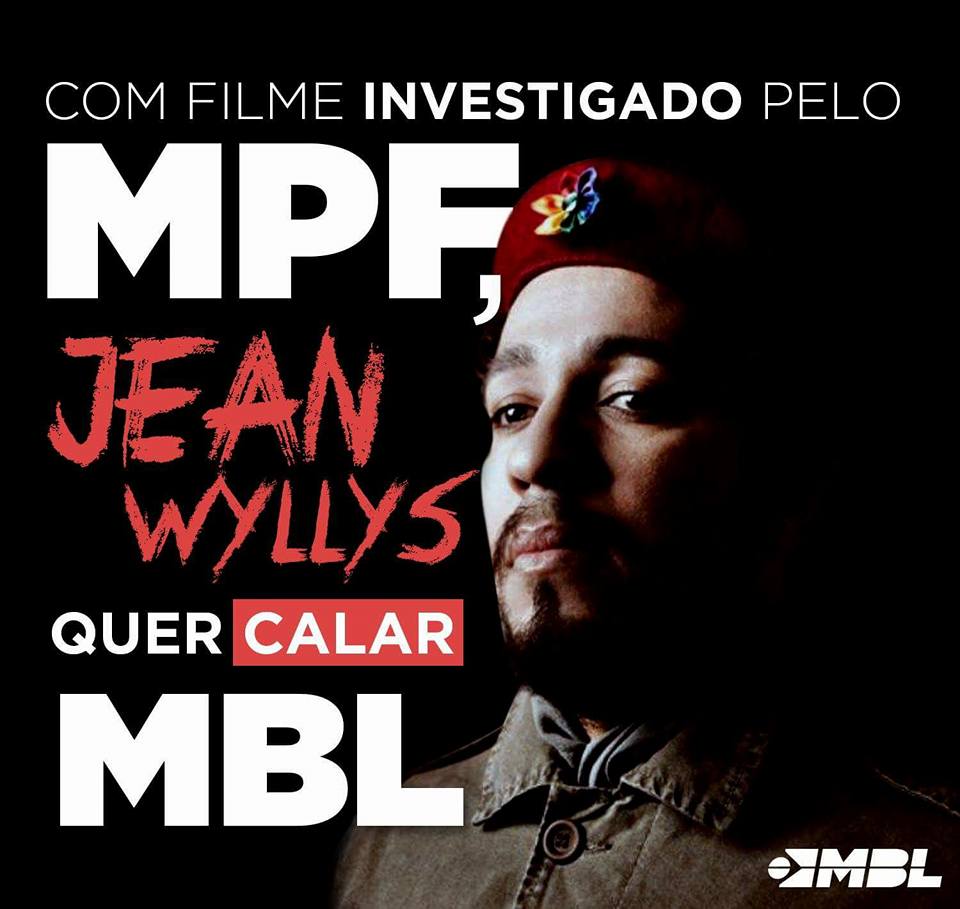 COM FILME INVESTIGADO PELO
MPF,
JEAN
WYLLYS
QUER CALAR
MBL
MBL